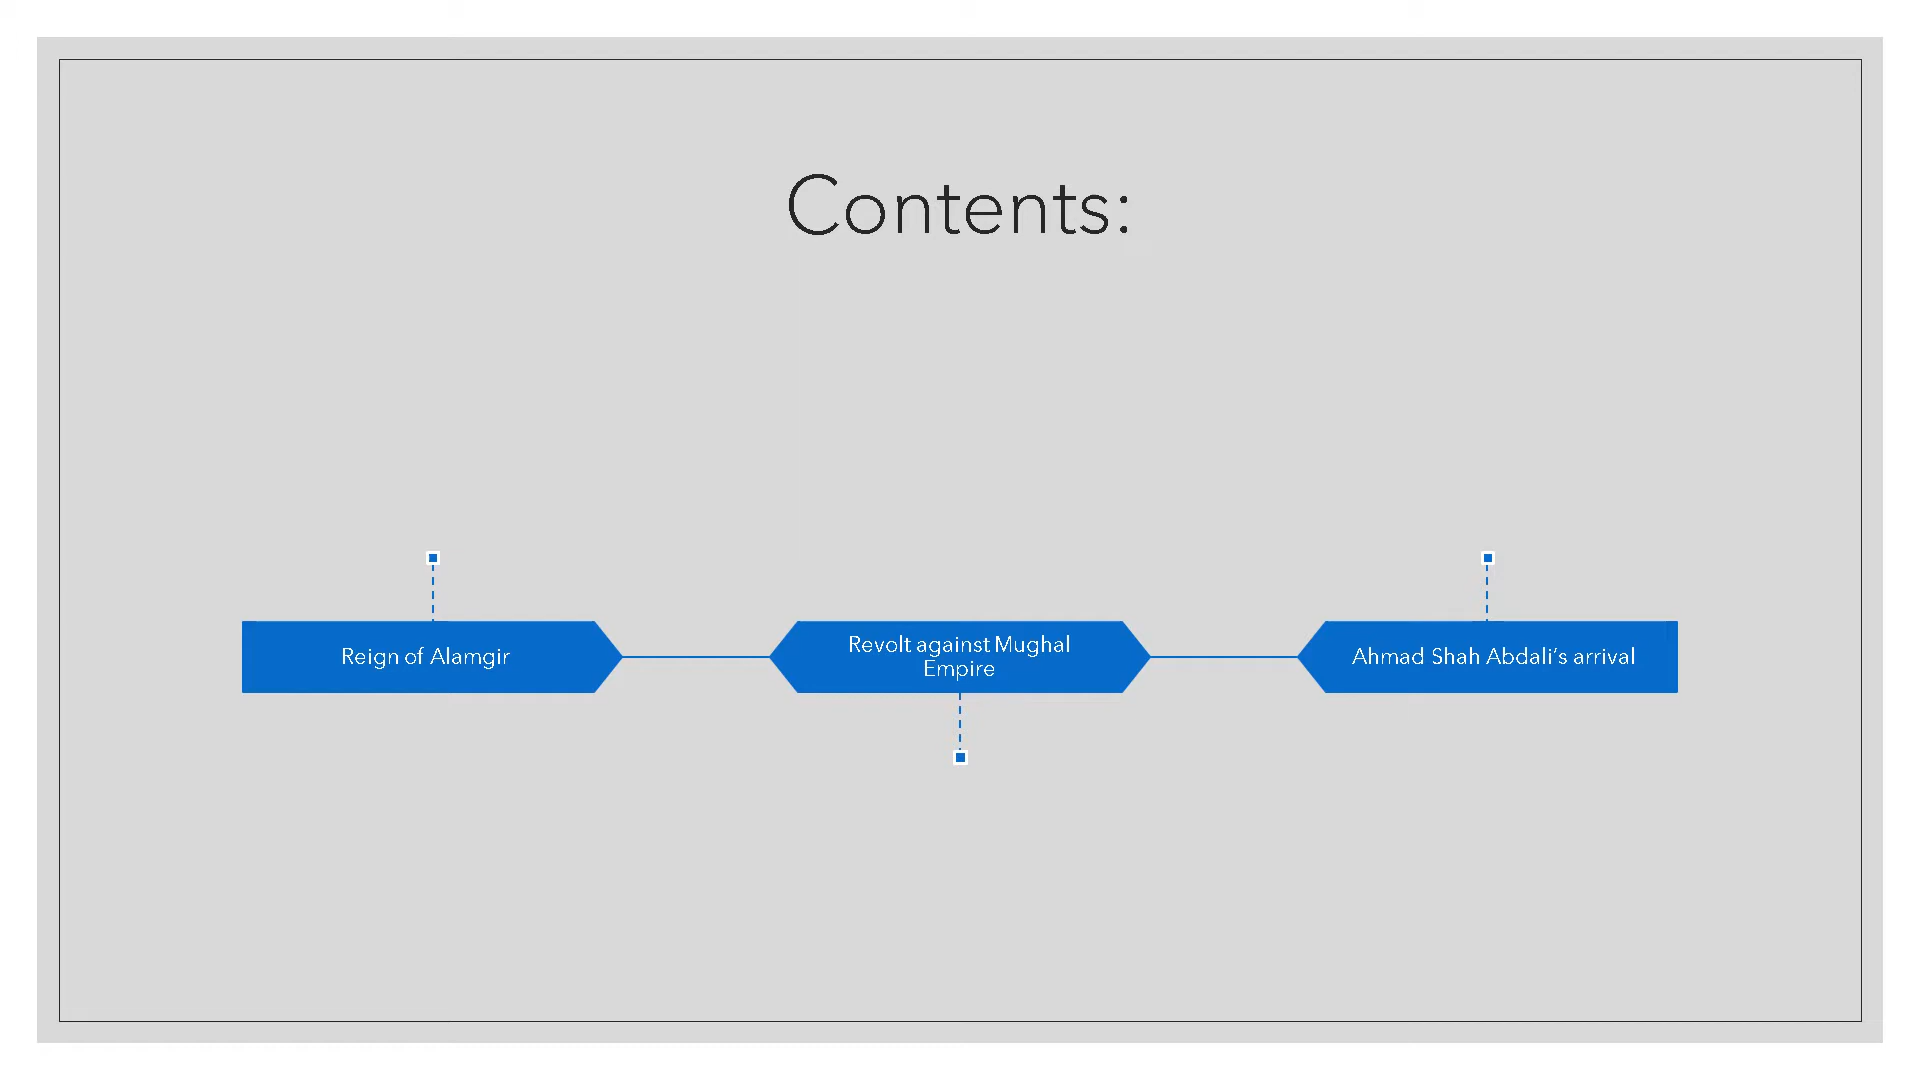 Contents:
Reign of Alamgir
Revolt against Mughal
Empire
Ahmad Shah Abdali’s arrival